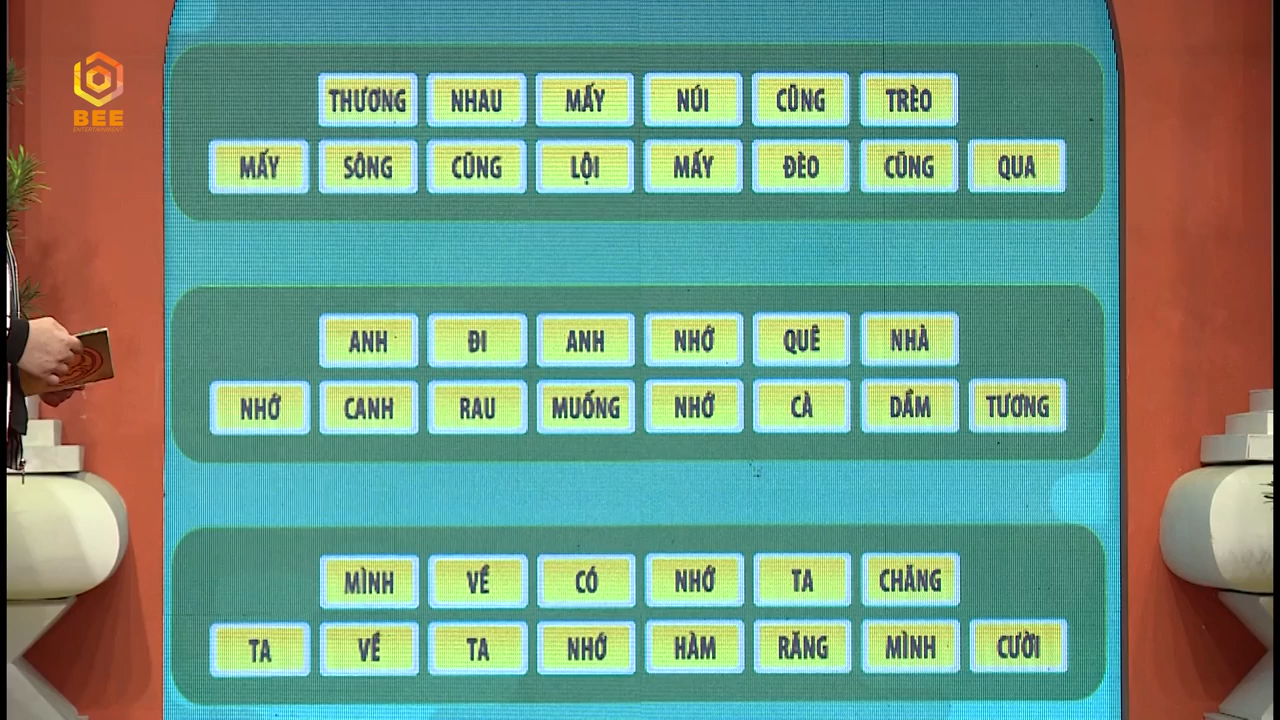 BEE
ENTERTAINMENT
THƯƠNG NHAU MẤY NÚI CŨNG TRÈO
MẤY SÔNG CŨNG LỘI MẤY ĐÈO CŨNG QUA
ANH ĐI ANH NHỚ QUÊ NHÀ
NHỚ CANH RAU MUỐNG NHỚ CÀ DẦM TƯƠNG
MÌNH VỀ CÓ NHỚ TA CHĂNG
TA VỀ TA NHỚ HÀM RĂNG MÌNH CƯỜI